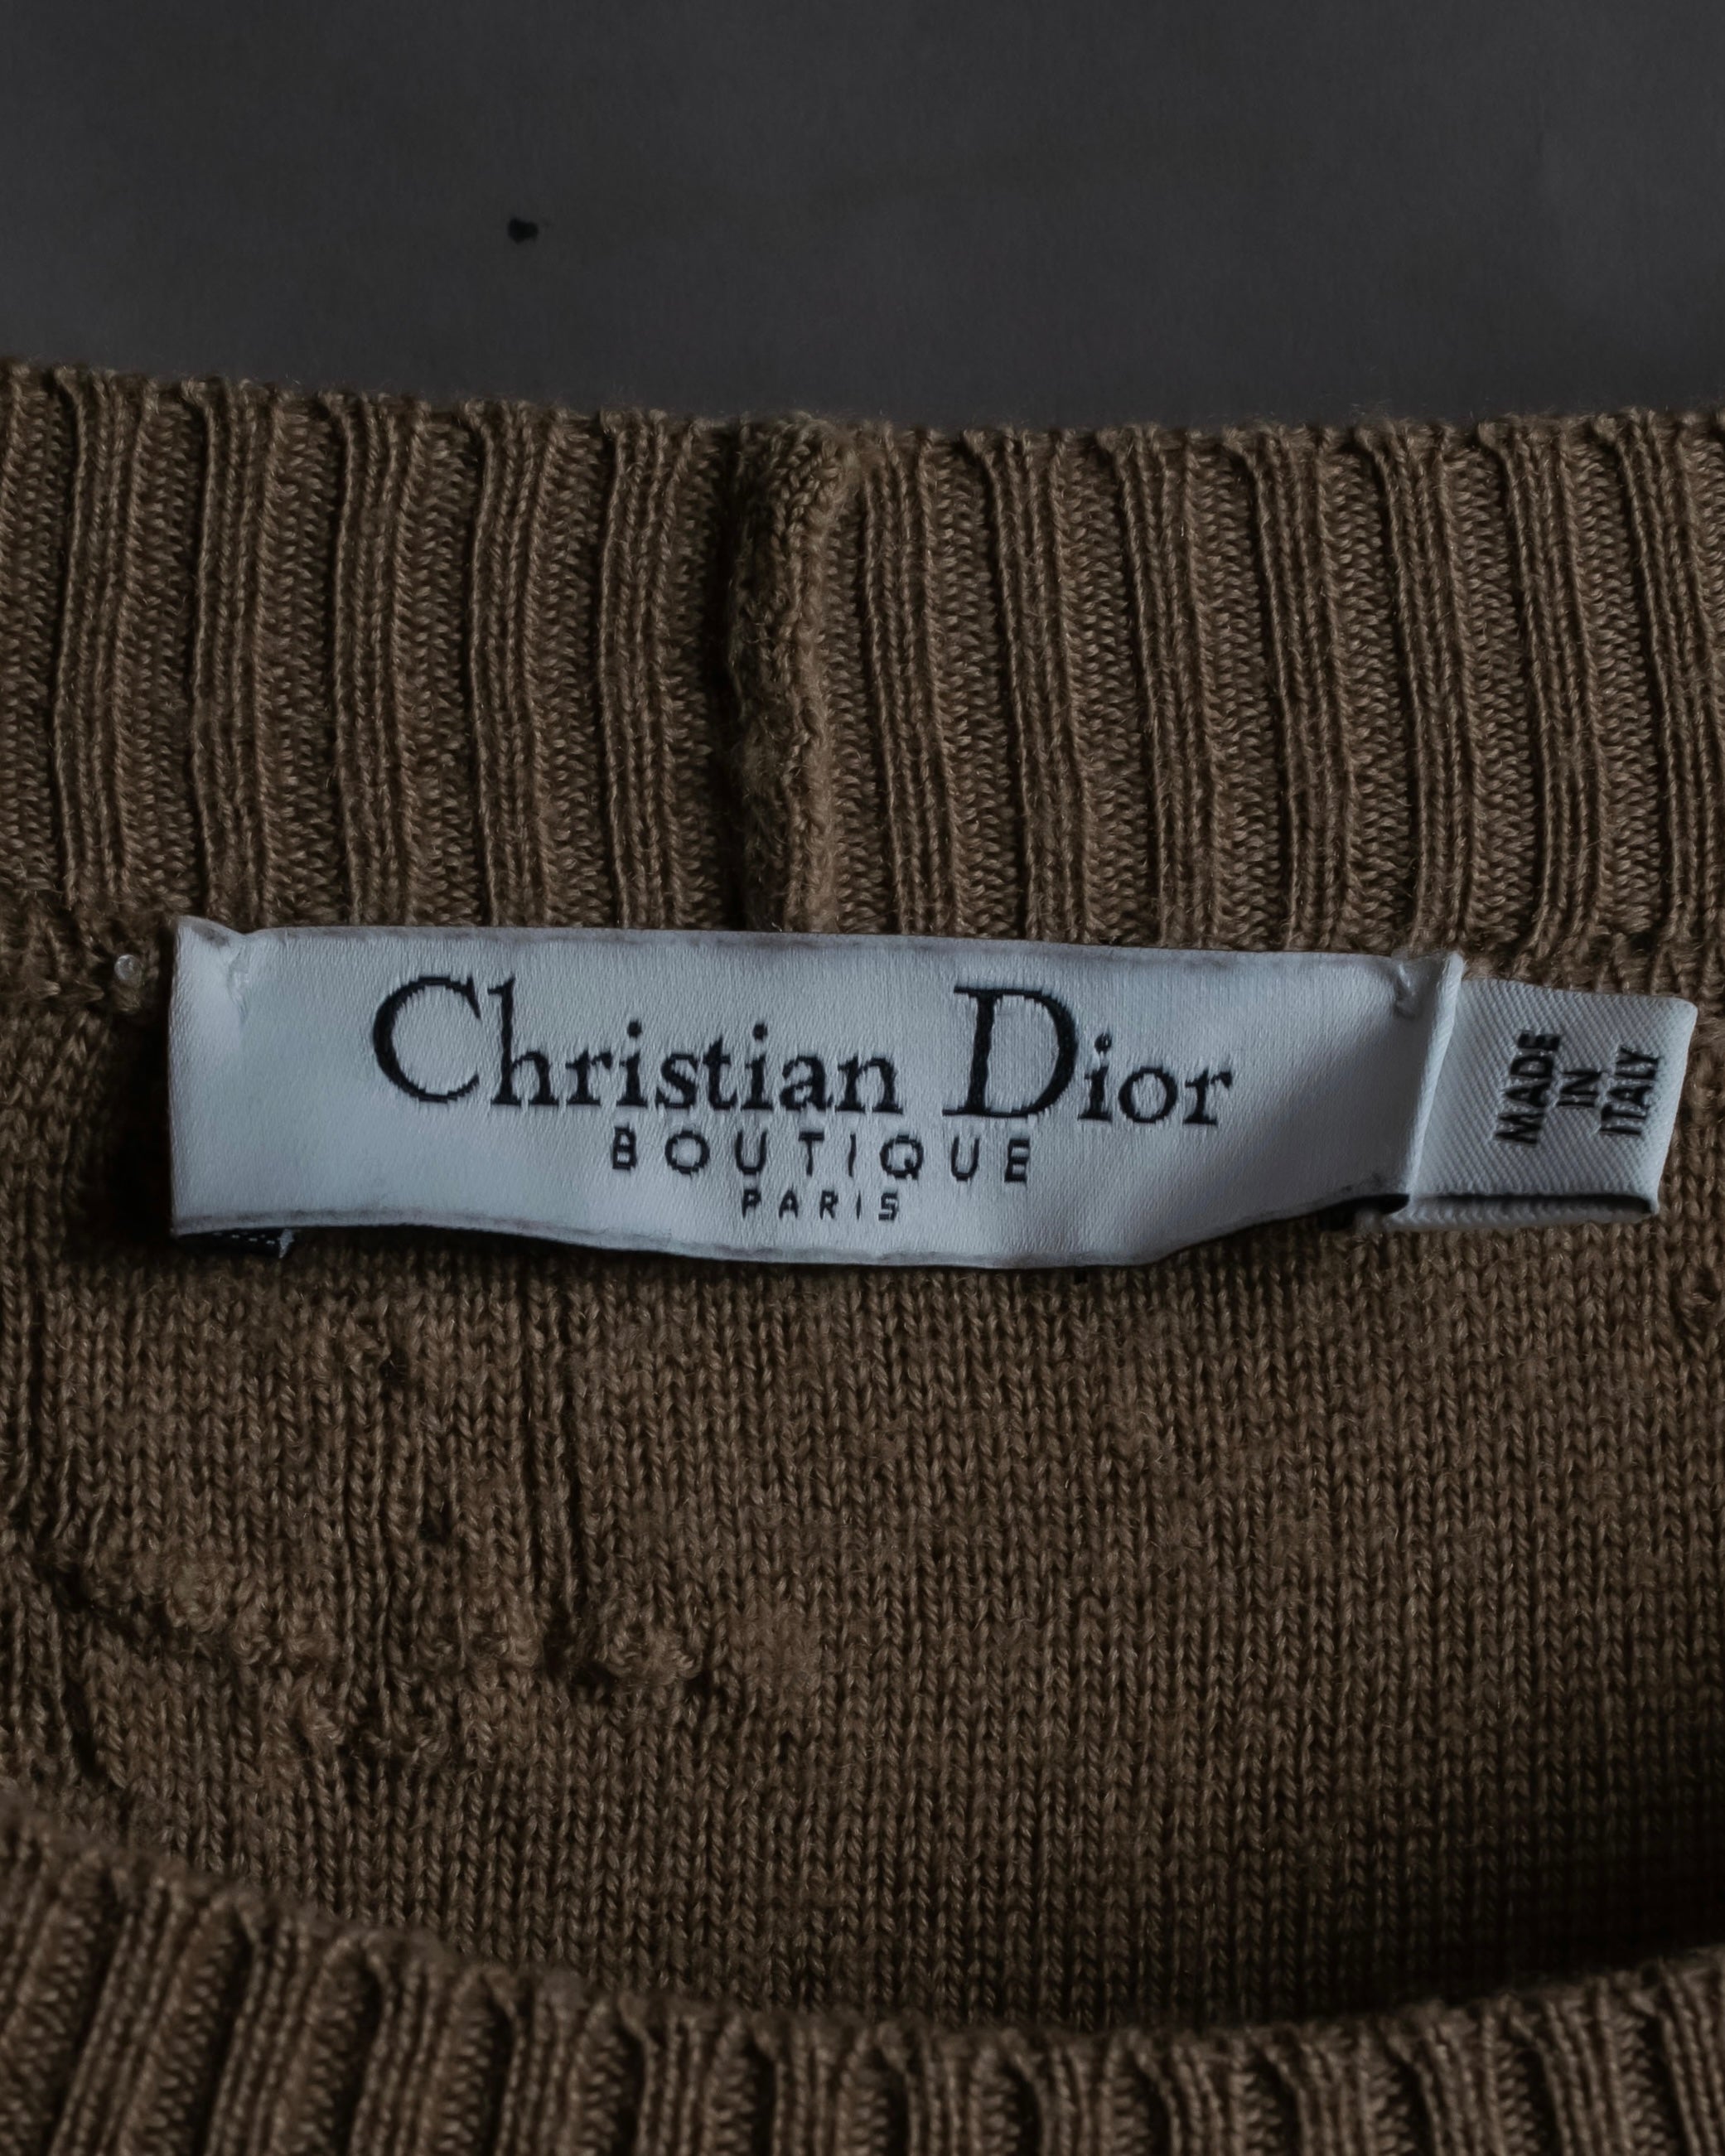 Christian Dior
BOUTIQUE
PARIS
MADE
IN
ITALY